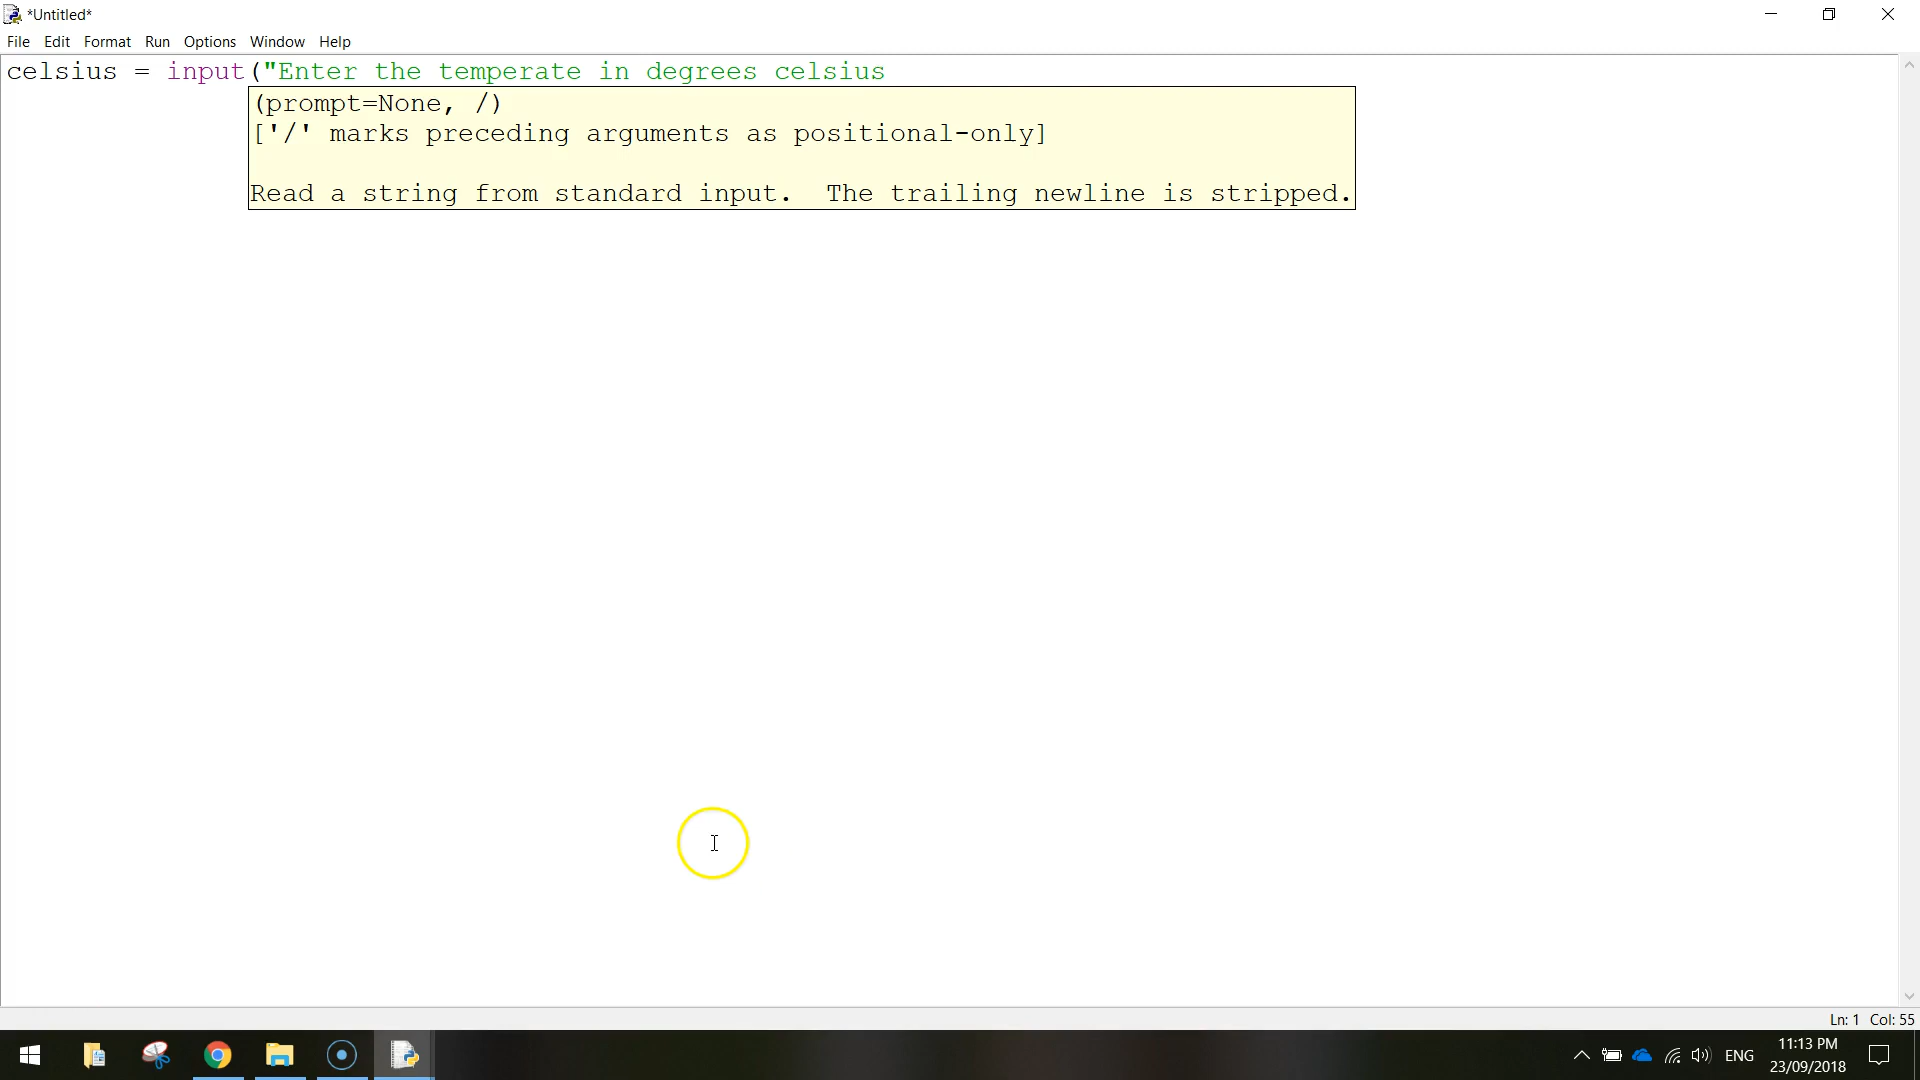 *Untitled*
File Edit Format Run Options Window Help
celsius = input("Enter the temperate in degrees celsius
(prompt=None, /)
['/' marks preceding arguments as positional-only]
Read a string from standard input.  The trailing newline is stripped.
Ln: 1 Col: 55
ENG
11:13 PM
23/09/2018